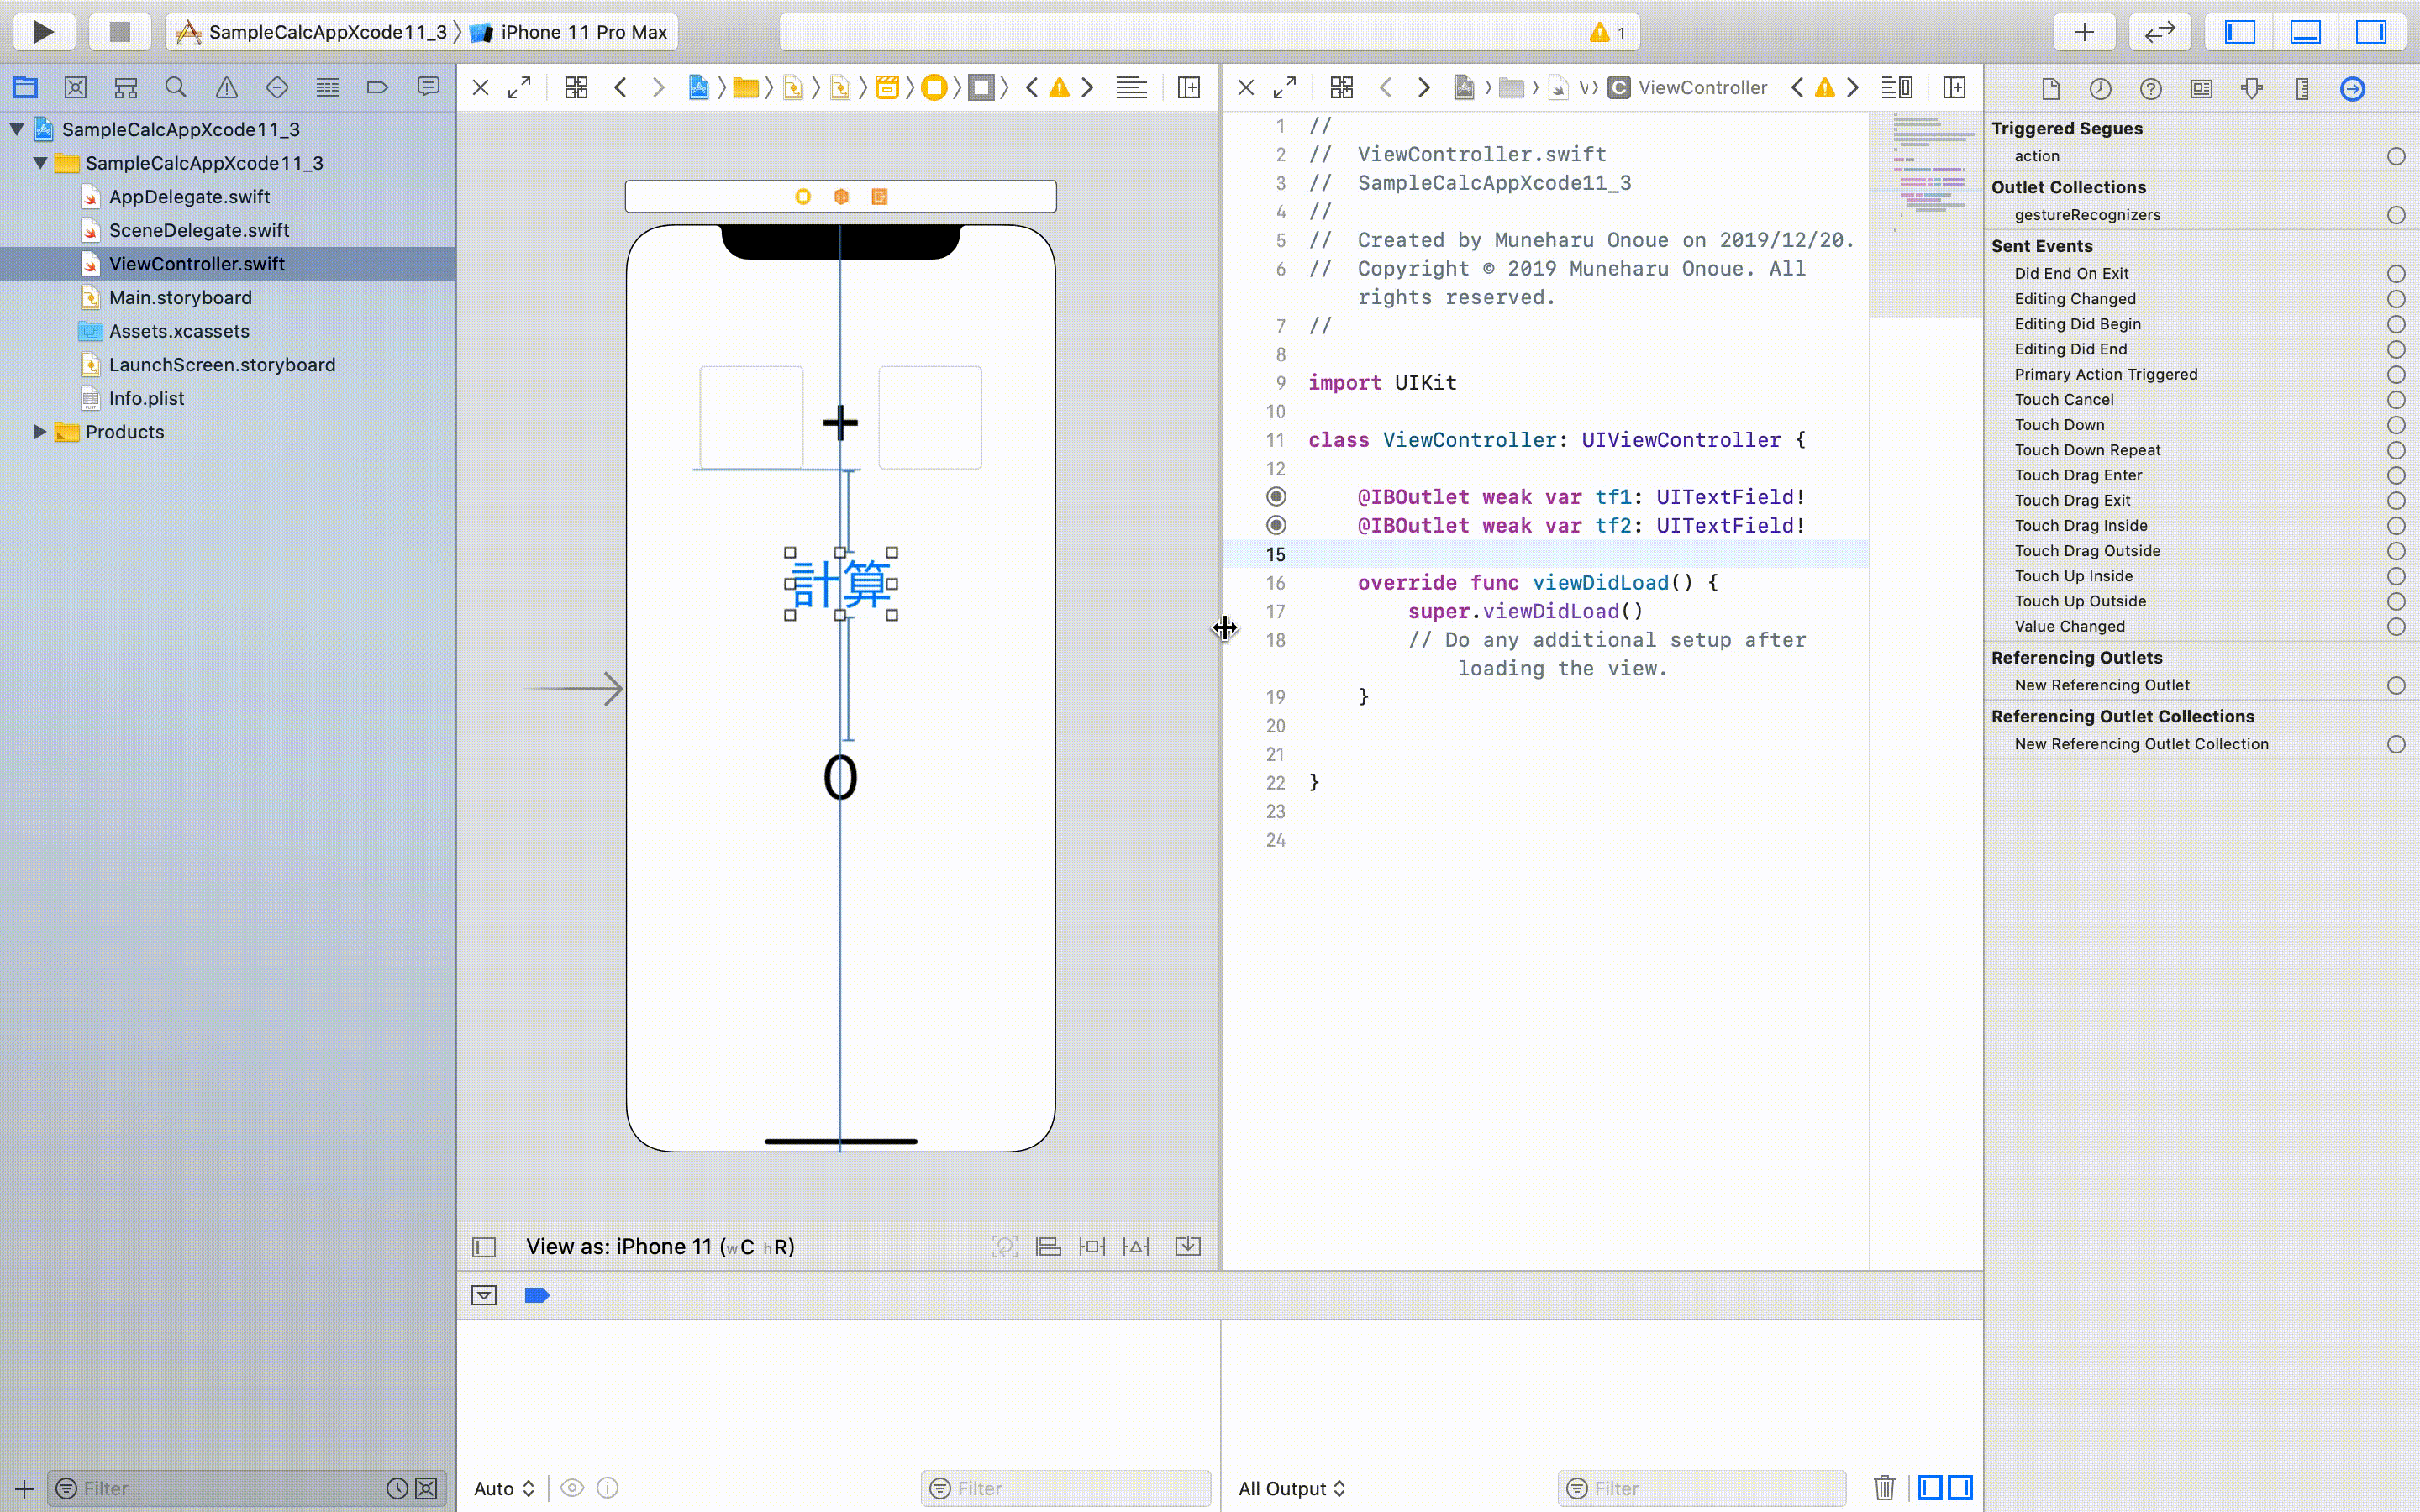 SampleCalcAppXcode11_3 〉 iPhone 11 Pro Max
1
SampleCalcAppXcode11_3
SampleCalcAppXcode11_3
AppDelegate.swift
SceneDelegate.swift
ViewController.swift
Main.storyboard
Assets.xcassets
LaunchScreen.storyboard
Info.plist
Products
Filter
+
計算
0
View as: iPhone 11 (wC hR)
C ViewController
1 //
2 //  ViewController.swift
3 //  SampleCalcAppXcode11_3
4 //
5 //  Created by Muneharu Onoue on 2019/12/20.
6 //  Copyright © 2019 Muneharu Onoue. All
rights reserved.
7 //
8
9 import UIKit
10
11 class ViewController: UIViewController {
12
@IBOutlet weak var tf1: UITextField!
@IBOutlet weak var tf2: UITextField!
15
16 override func viewDidLoad() {
17 super.viewDidLoad()
18 // Do any additional setup after
loading the view.
19 }
20
21
22 }
23
24
Auto
Filter
All Output
Filter
Triggered Segues
action
Outlet Collections
gestureRecognizers
Sent Events
Did End On Exit
Editing Changed
Editing Did Begin
Editing Did End
Primary Action Triggered
Touch Cancel
Touch Down
Touch Down Repeat
Touch Drag Enter
Touch Drag Exit
Touch Drag Inside
Touch Drag Outside
Touch Up Inside
Touch Up Outside
Value Changed
Referencing Outlets
New Referencing Outlet
Referencing Outlet Collections
New Referencing Outlet Collection